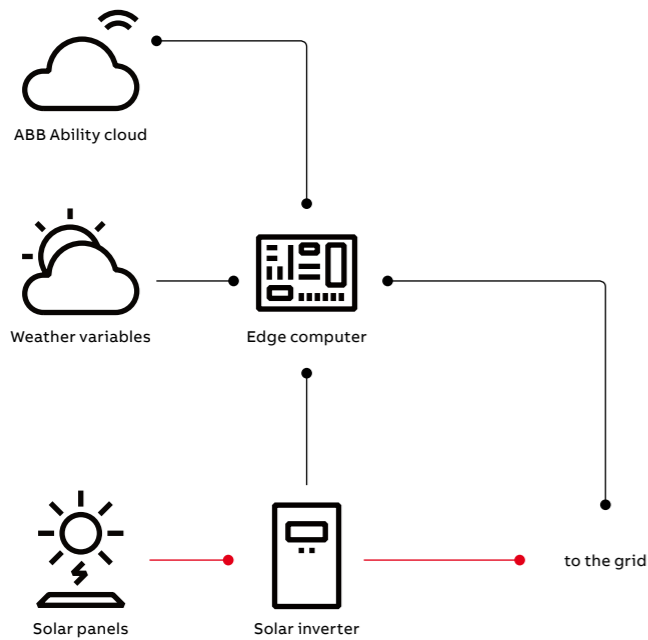 ABB Ability cloud
Weather variables
Edge computer
to the grid
Solar panels
Solar inverter